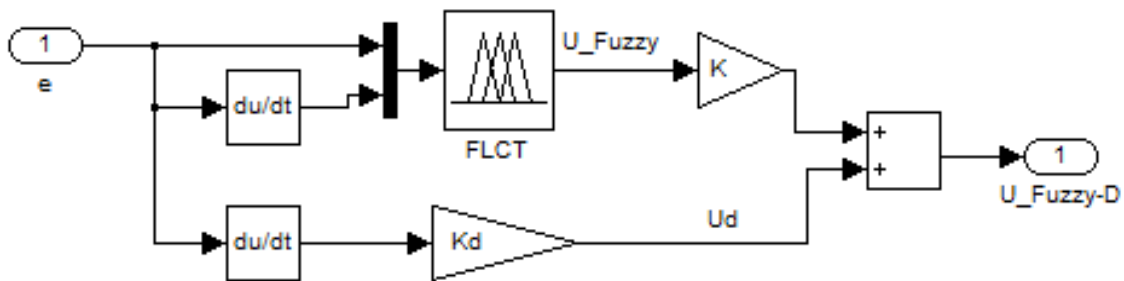 1
e
du/dt
FLCT
U_Fuzzy
K
du/dt
Kd
Ud
+
+
1
U_Fuzzy-D